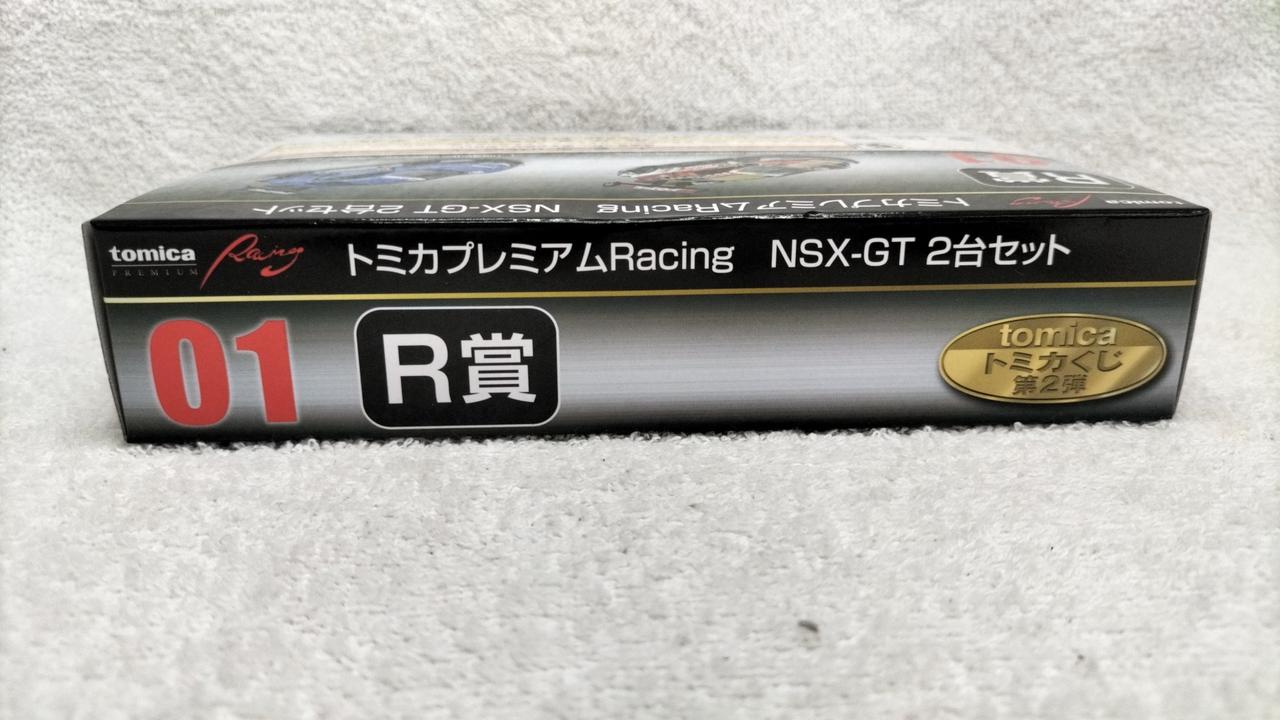 トミカプレミアムRacing NSX-GT 2台セット
R賞
01
Racing
tomica
tomica PREMIUM Racing トミカプレミアムRacing NSX-GT 2台セット
01 R賞
tomica
トミカくじ
第2弾